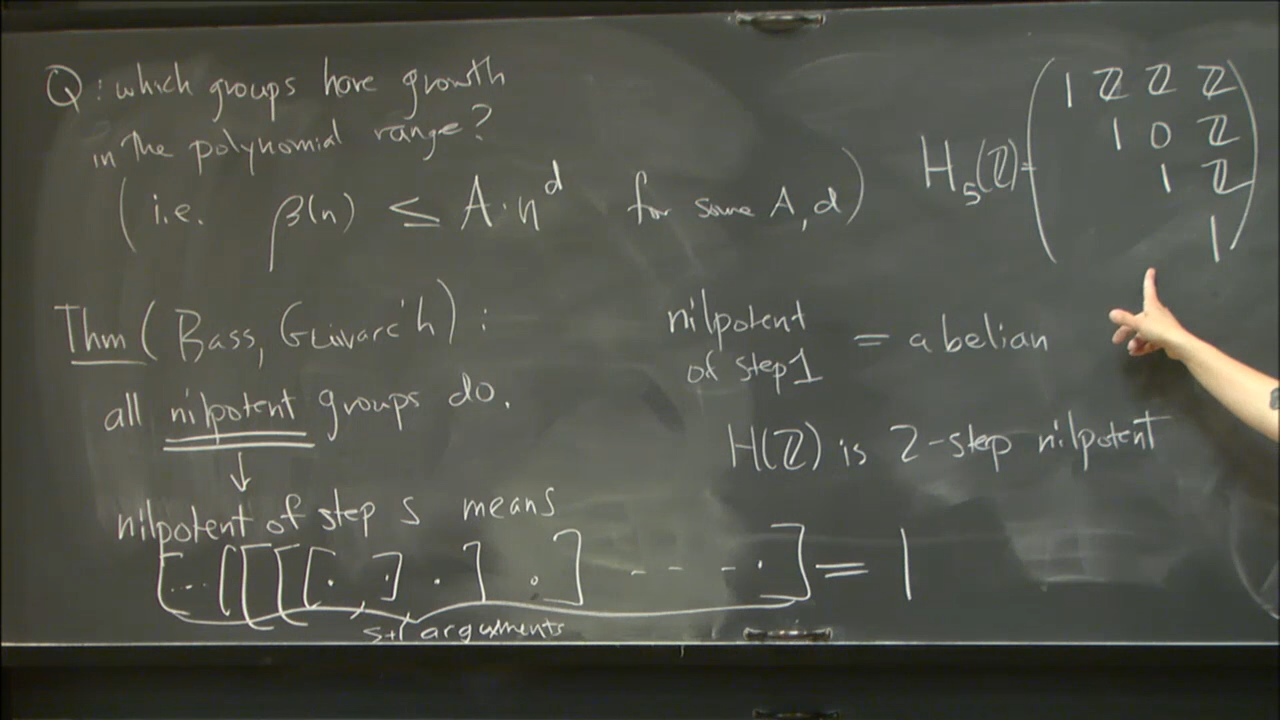 Q: which groups have growth
in the polynomial range?
(i.e. β(n) ≤ A·n^d for some A, d)
Thm (Bass, Guivarc'h):
all nilpotent groups do.
↓
nilpotent of step s means
[...[[[[·,·]·]·]---·] = 1
s+1 arguments
H₅(ℤ)=
( 1 ℤ ℤ ℤ
1 0 ℤ
1 ℤ
1 )
nilpotent
of step 1 = abelian
H(ℤ) is 2-step nilpotent